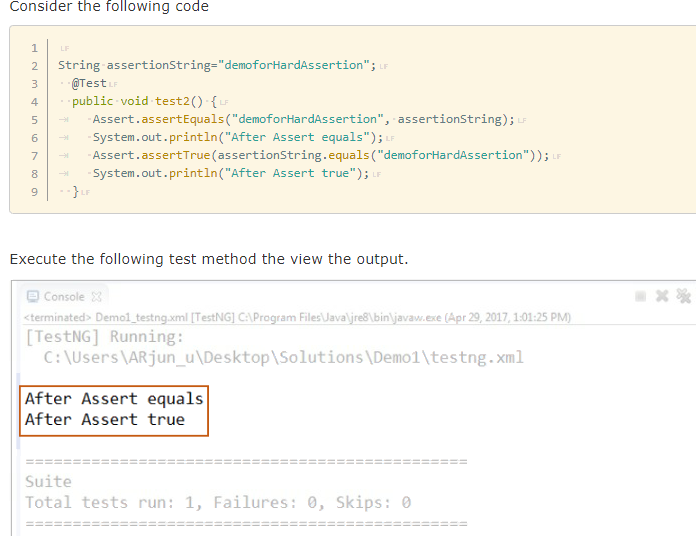 Consider the following code
1
2 String assertionString="demoforHardAssertion";
3 @Test
4 public void test2() {
5 Assert.assertEquals("demoforHardAssertion", assertionString);
6 System.out.println("After Assert equals");
7 Assert.assertTrue(assertionString.equals("demoforHardAssertion"));
8 System.out.println("After Assert true");
9 }
Execute the following test method the view the output.
Console
<terminated> Demo1_testng.xml [TestNG] C:\Program Files\Java\jre8\bin\javaw.exe (Apr 29, 2017, 1:01:25 PM)
[TestNG] Running:
C:\Users\ARjun_u\Desktop\Solutions\Demo1\testng.xml
After Assert equals
After Assert true
===============================================
Suite
Total tests run: 1, Failures: 0, Skips: 0
===============================================